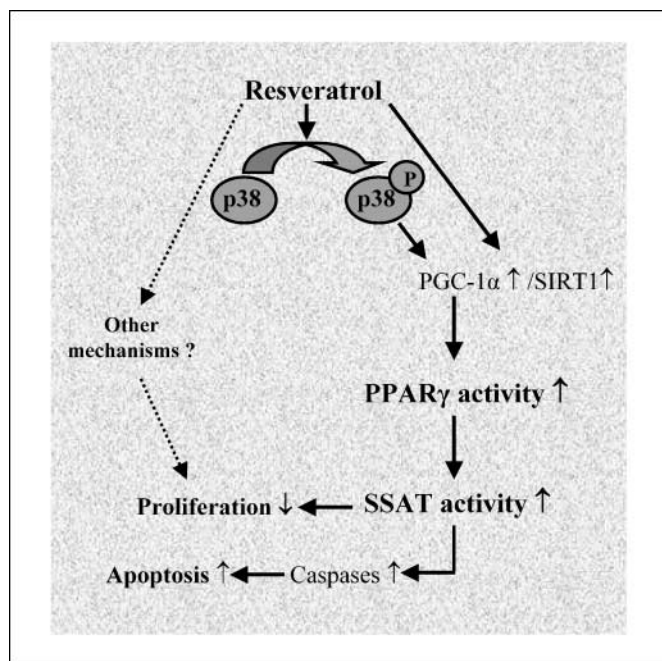 Resveratrol
P
p38
p38
PGC-1α ↑ /SIRT1↑
Other
mechanisms ?
PPARγ activity ↑
Proliferation ↓
SSAT activity ↑
Apoptosis ↑
Caspases ↑